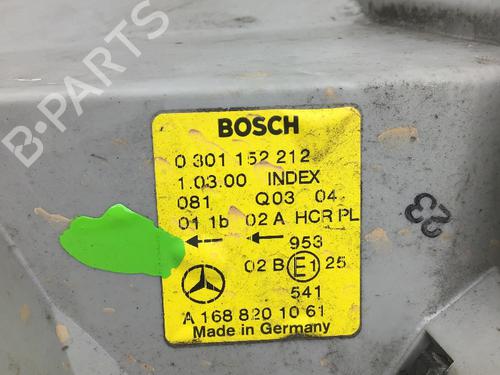 B-PARTS
BOSCH
0 301 152 212
1.03.00 INDEX
081 Q03 04
01 1b 02 A HCR PL
953
02 B E1 25
541
A 168 820 10 61
Made in Germany
23
B-PARTS